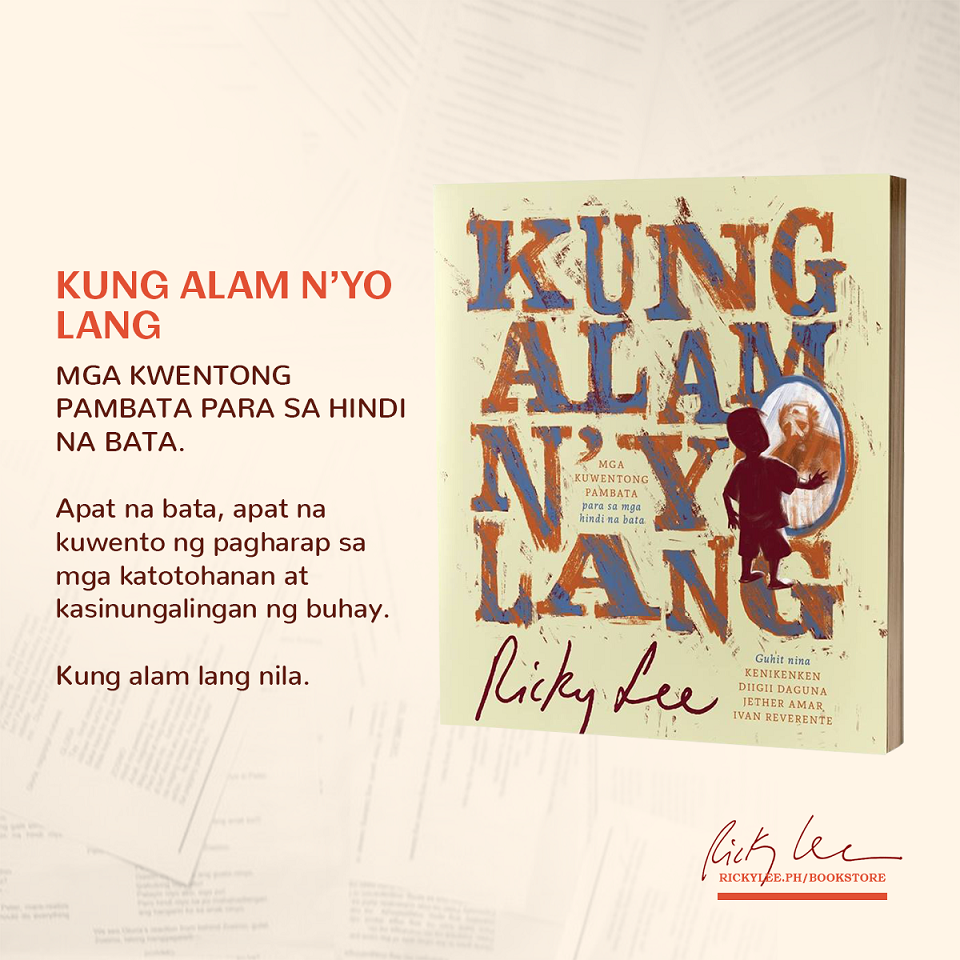 KUNG ALAM N'YO
LANG
MGA KWENTONG
PAMBATA PARA SA HINDI
NA BATA.
Apat na bata, apat na
kuwento ng pagharap sa
mga katotohanan at
kasinungalingan ng buhay.
Kung alam lang nila.
KUNG
ALAM
N'YO
LANG
MGA
KUWENTONG
PAMBATA
para sa mga
hindi na bata
Ricky Lee
Guhit nina
KENIKENKEN
DIIGII DAGUNA
JETHER AMAR
IVAN REVERENTE
Ricky Lee
RICKYLEE.PH/BOOKSTORE